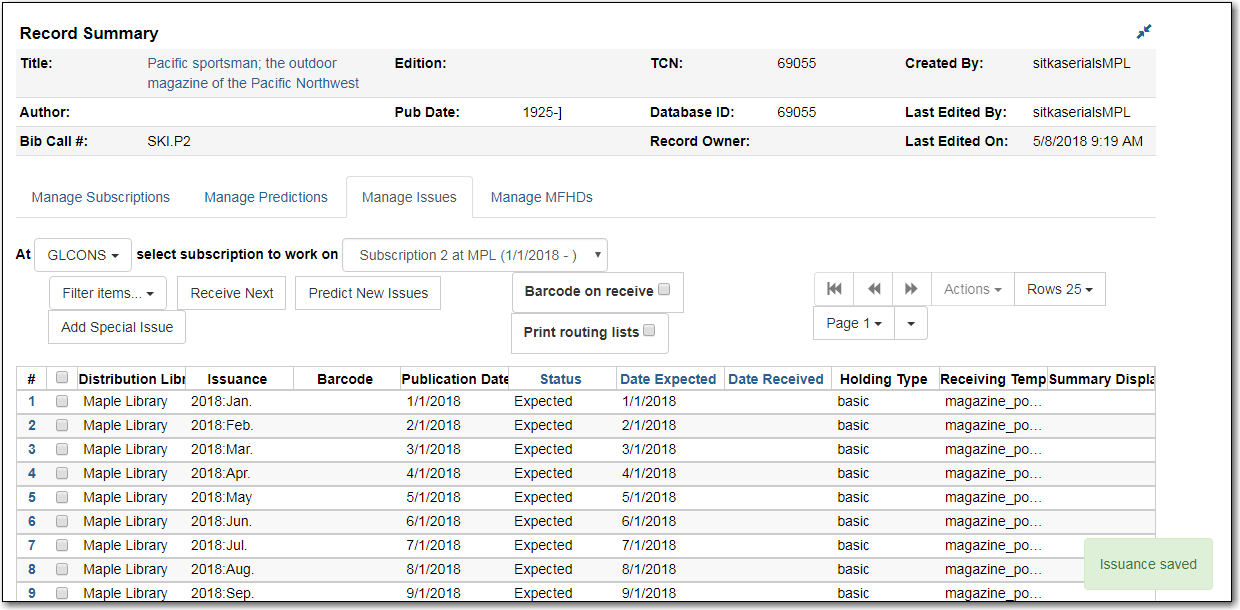 Record Summary
Title: Pacific sportsman; the outdoor magazine of the Pacific Northwest Edition: TCN: 69055 Created By: sitkaserialsMPL
Author: Pub Date: 1925-] Database ID: 69055 Last Edited By: sitkaserialsMPL
Bib Call #: SKI.P2 Record Owner: Last Edited On: 5/8/2018 9:19 AM
Manage Subscriptions Manage Predictions Manage Issues Manage MFHDs
At GLCONS select subscription to work on Subscription 2 at MPL (1/1/2018 - )
Filter items... Receive Next Predict New Issues Barcode on receive Actions Rows 25
Add Special Issue Print routing lists Page 1
# Distribution Libr Issuance Barcode Publication Date Status Date Expected Date Received Holding Type Receiving Temp Summary Displa
1 Maple Library 2018:Jan. 1/1/2018 Expected 1/1/2018 basic magazine_po...
2 Maple Library 2018:Feb. 2/1/2018 Expected 2/1/2018 basic magazine_po...
3 Maple Library 2018:Mar. 3/1/2018 Expected 3/1/2018 basic magazine_po...
4 Maple Library 2018:Apr. 4/1/2018 Expected 4/1/2018 basic magazine_po...
5 Maple Library 2018:May 5/1/2018 Expected 5/1/2018 basic magazine_po...
6 Maple Library 2018:Jun. 6/1/2018 Expected 6/1/2018 basic magazine_po...
7 Maple Library 2018:Jul. 7/1/2018 Expected 7/1/2018 basic magazine_po...
8 Maple Library 2018:Aug. 8/1/2018 Expected 8/1/2018 basic magazine_po...
9 Maple Library 2018:Sep. 9/1/2018 Expected 9/1/2018 basic magazine_po...
Issuance saved